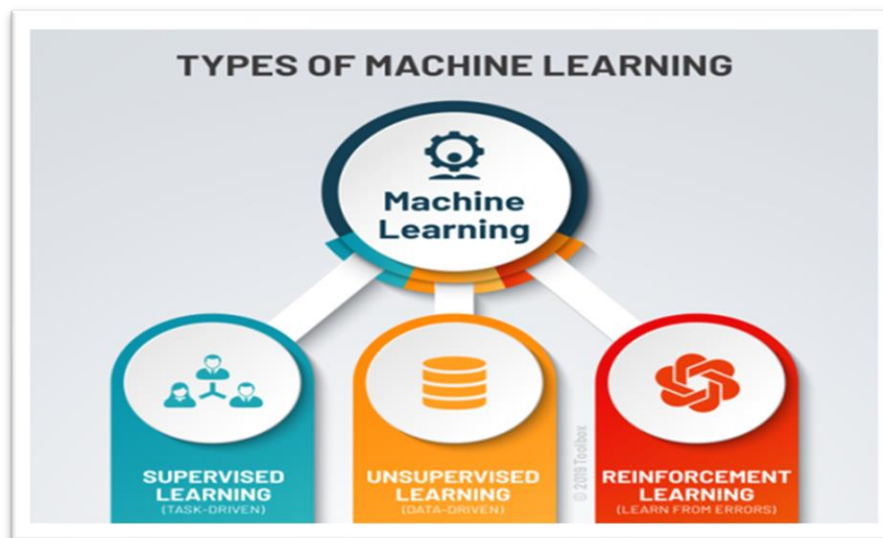 TYPES OF MACHINE LEARNING
Machine
Learning
SUPERVISED
LEARNING
(TASK-DRIVEN)
UNSUPERVISED
LEARNING
(DATA-DRIVEN)
© 2019 Toolbox
REINFORCEMENT
LEARNING
(LEARN FROM ERRORS)